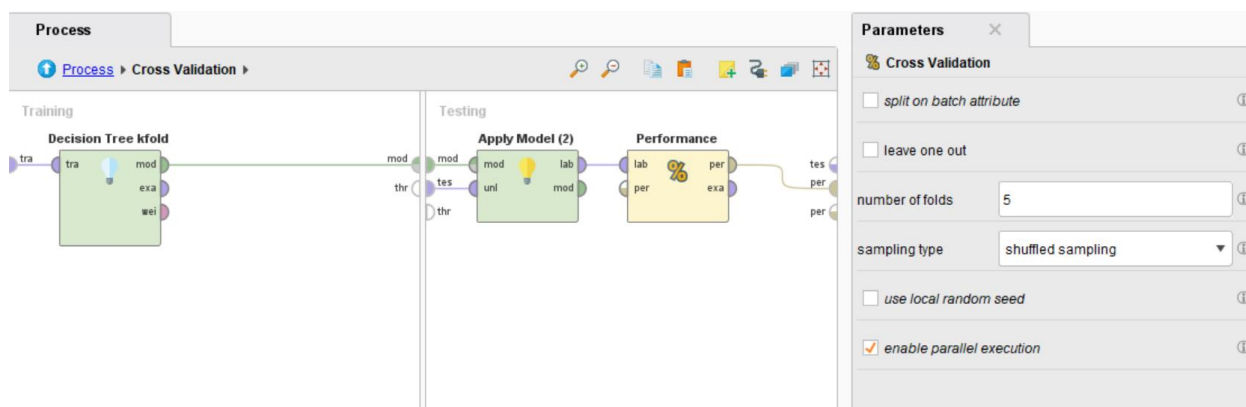 Process
Process ▸ Cross Validation ▸
Training
Decision Tree kfold
tra
tra
mod
exa
wei
mod
thr
Testing
Apply Model (2)
Performance
mod
tes
thr
mod
unl
lab
mod
lab
per
per
exa
tes
per
per
Parameters
% Cross Validation
split on batch attribute
leave one out
number of folds 5
sampling type shuffled sampling
use local random seed
enable parallel execution